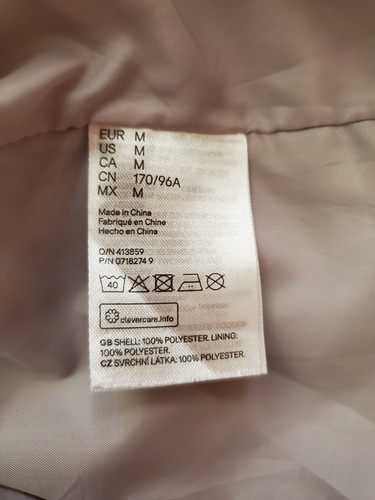 EUR M
US M
CA M
CN 170/96A
MX M
Made in China
Fabriqué en Chine
Hecho en China
O/N 413859
P/N 0718274 9
40
clevercare.info
GB SHELL: 100% POLYESTER. LINING:
100% POLYESTER.
CZ SVRCHNÍ LÁTKA: 100% POLYESTER.